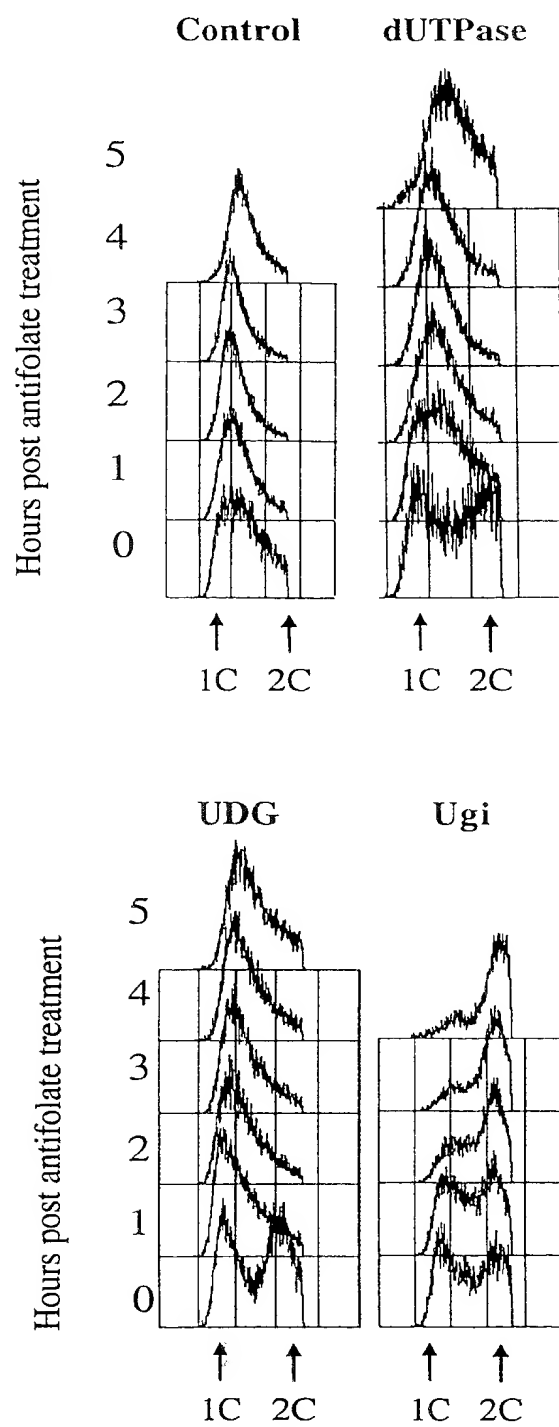 Control
dUTPase
Hours post antifolate treatment
5
4
3
2
1
0
1C
2C
1C
2C
UDG
Ugi
Hours post antifolate treatment
5
4
3
2
1
0
1C
2C
1C
2C